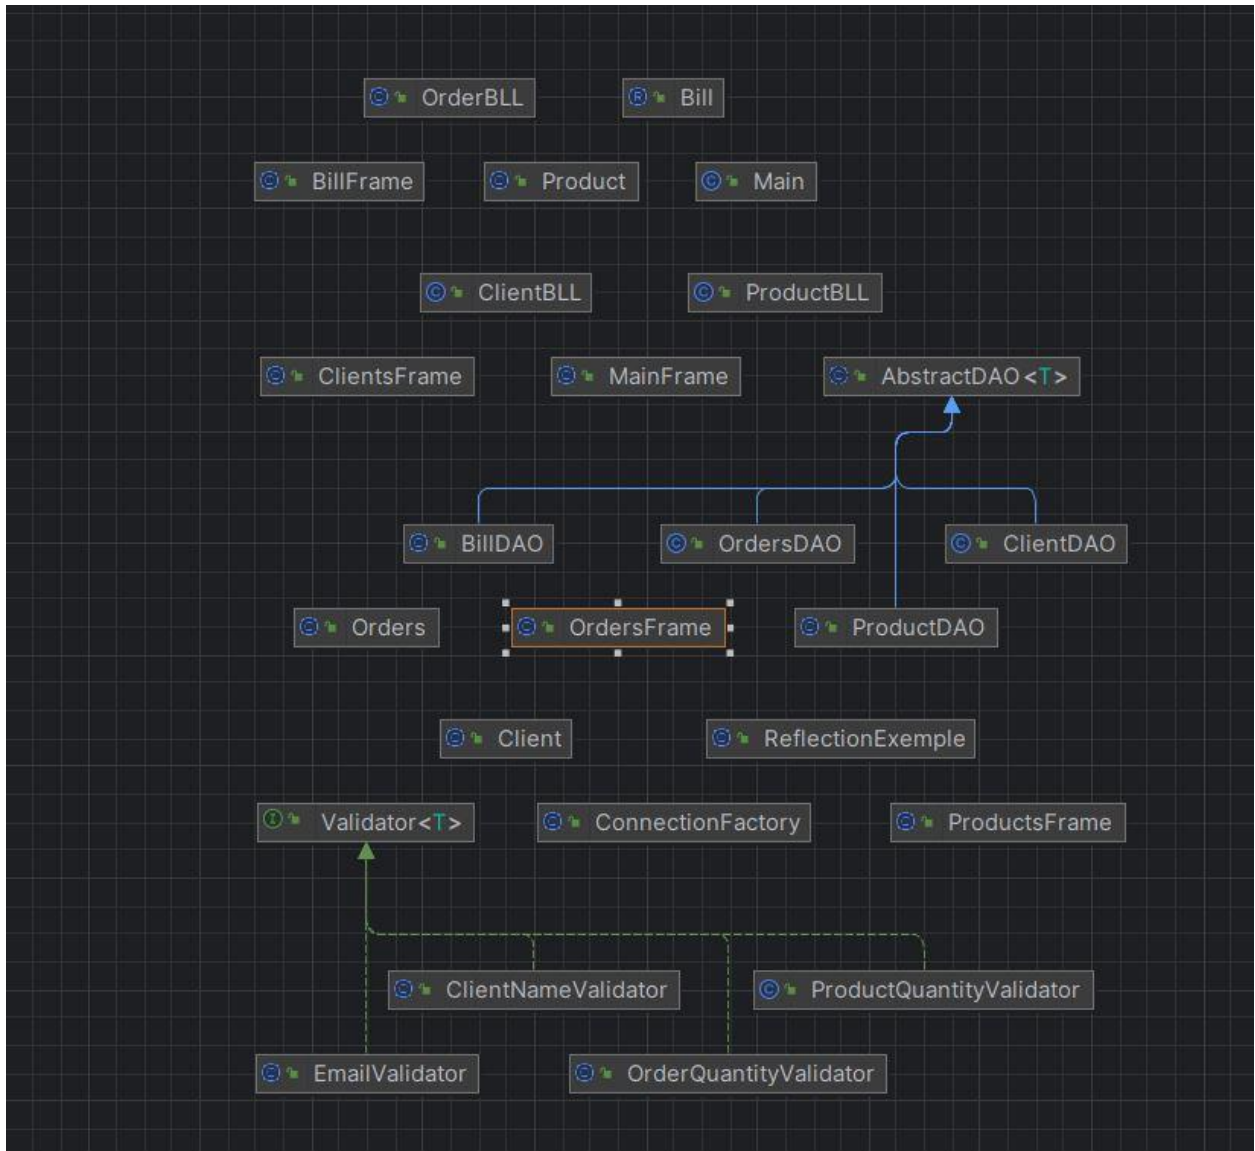 OrderBLL Bill
BillFrame Product Main
ClientBLL ProductBLL
ClientsFrame MainFrame AbstractDAO<T>
BillDAO OrdersDAO ClientDAO
Orders OrdersFrame ProductDAO
Client ReflectionExemple
Validator<T> ConnectionFactory ProductsFrame
ClientNameValidator ProductQuantityValidator
EmailValidator OrderQuantityValidator